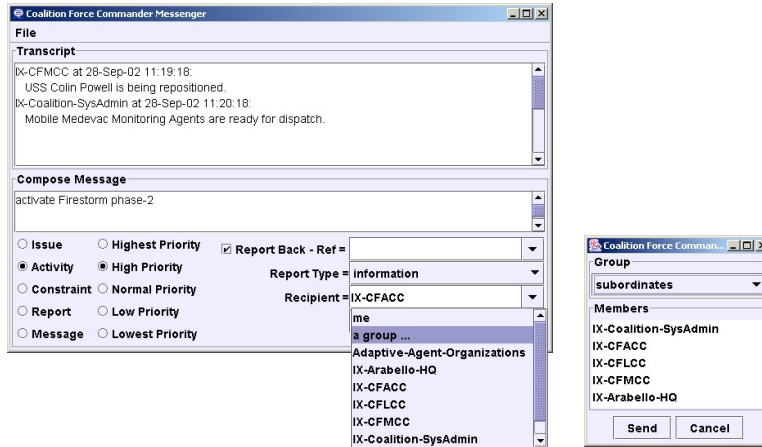 Coalition Force Commander Messenger
File
Transcript
IX-CFMCC at 28-Sep-02 11:19:18:
USS Colin Powell is being repositioned.
IX-Coalition-SysAdmin at 28-Sep-02 11:20:18:
Mobile Medevac Monitoring Agents are ready for dispatch.
Compose Message
activate Firestorm phase-2
Issue
Activity
Constraint
Report
Message
Highest Priority
High Priority
Normal Priority
Low Priority
Lowest Priority
Report Back - Ref =
Report Type = information
Recipient = IX-CFACC
me
a group ...
Adaptive-Agent-Organizations
IX-Arabello-HQ
IX-CFACC
IX-CFLCC
IX-CFMCC
IX-Coalition-SysAdmin
Coalition Force Comman...
Group
subordinates
Members
IX-Coalition-SysAdmin
IX-CFACC
IX-CFLCC
IX-CFMCC
IX-Arabello-HQ
Send Cancel